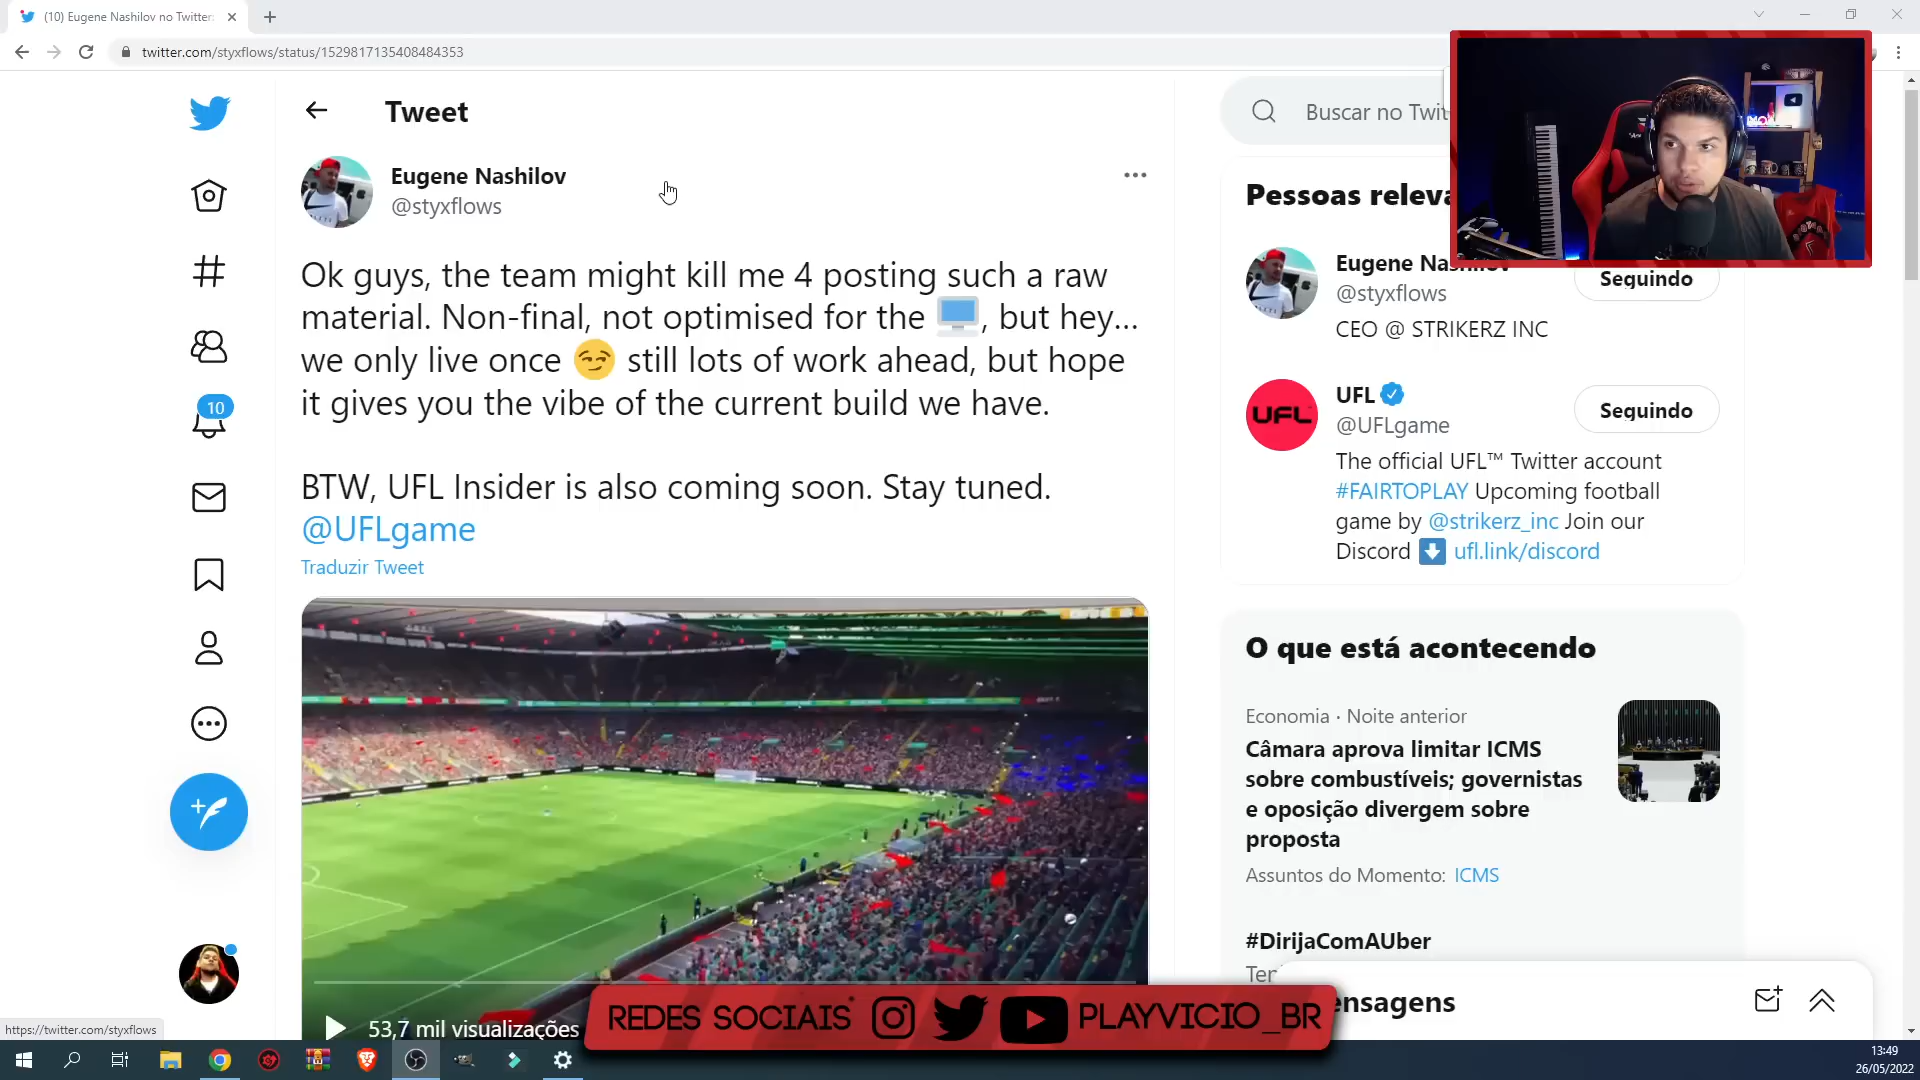 (10) Eugene Nashilov no Twitter:
twitter.com/styxflows/status/1529817135408484353
Tweet
Buscar no Twit
Eugene Nashilov
@styxflows
Ok guys, the team might kill me 4 posting such a raw
material. Non-final, not optimised for the 🖥️, but hey...
we only live once 😏 still lots of work ahead, but hope
it gives you the vibe of the current build we have.
BTW, UFL Insider is also coming soon. Stay tuned.
@UFLgame
Traduzir Tweet
53,7 mil visualizações
10
Pessoas releva
Eugene Nashilov
@styxflows
Seguindo
CEO @ STRIKERZ INC
UFL
UFL
@UFLgame
Seguindo
The official UFL™ Twitter account
#FAIRTOPLAY Upcoming football
game by @strikerz_inc Join our
Discord ⬇️ ufl.link/discord
O que está acontecendo
Economia · Noite anterior
Câmara aprova limitar ICMS
sobre combustíveis; governistas
e oposição divergem sobre
proposta
Assuntos do Momento: ICMS
#DirijaComAUber
ensagens
REDES SOCIAIS PLAYVICIO_BR
https://twitter.com/styxflows
13:49
26/05/2022